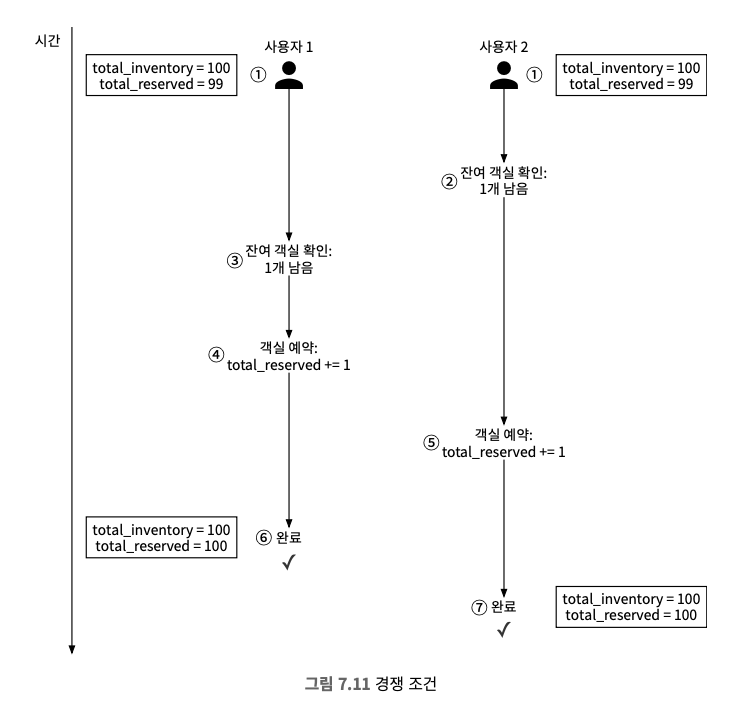 시간
사용자 1
사용자 2
total_inventory = 100
total_reserved = 99
①
①
total_inventory = 100
total_reserved = 99
② 잔여 객실 확인:
1개 남음
③ 잔여 객실 확인:
1개 남음
④ 객실 예약:
total_reserved += 1
⑤ 객실 예약:
total_reserved += 1
total_inventory = 100
total_reserved = 100
⑥ 완료
✓
⑦ 완료
✓
total_inventory = 100
total_reserved = 100
그림 7.11 경쟁 조건